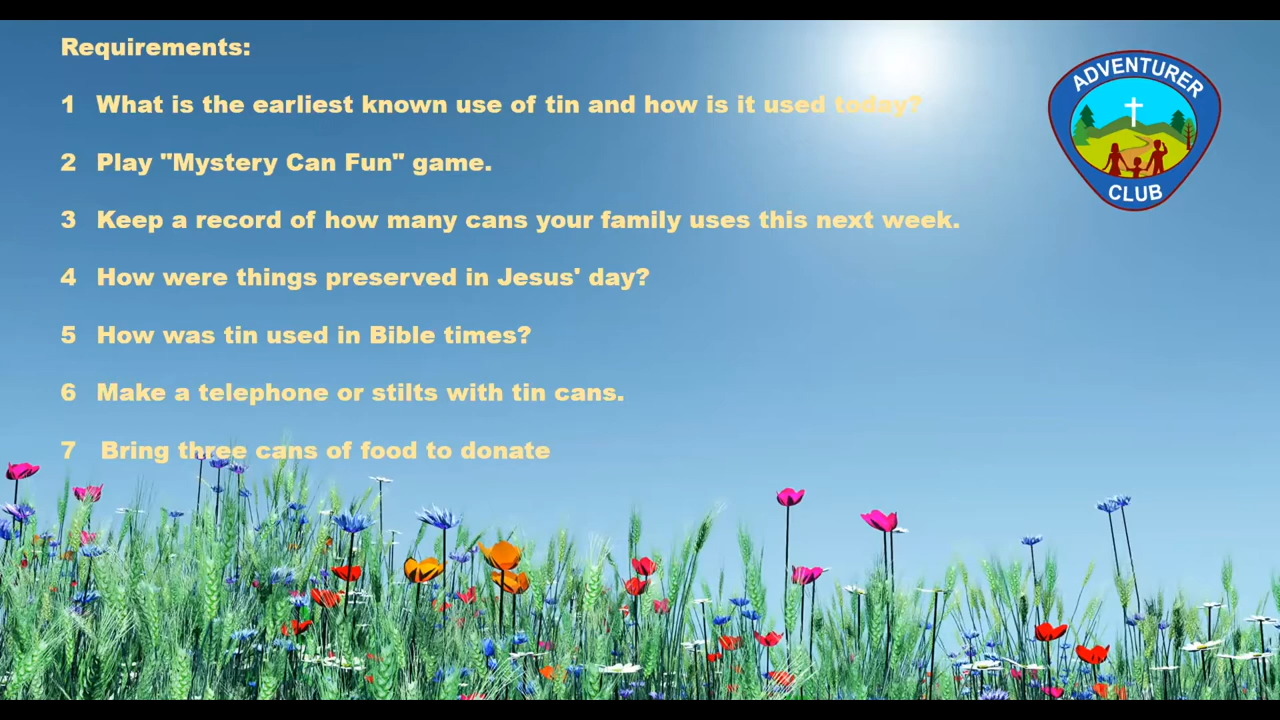 Requirements:
1 What is the earliest known use of tin and how is it used today?
2 Play "Mystery Can Fun" game.
3 Keep a record of how many cans your family uses this next week.
4 How were things preserved in Jesus' day?
5 How was tin used in Bible times?
6 Make a telephone or stilts with tin cans.
7 Bring three cans of food to donate
ADVENTURER
CLUB